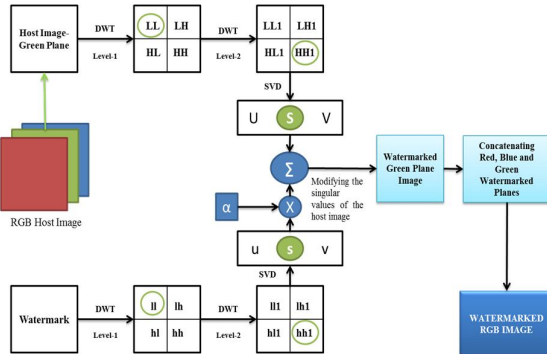 Host Image-
Green Plane
DWT
Level-1
LL LH
HL HH
DWT
Level-2
LL1 LH1
HL1 HH1
SVD
U S V
Σ
RGB Host Image
α
X
Modifying the
singular
values of the
host image
Watermarked
Green Plane
Image
Concatenating
Red, Blue and
Green
Watermarked
Planes
u s v
SVD
Watermark
DWT
Level-1
ll lh
hl hh
DWT
Level-2
ll1 lh1
hl1 hh1
WATERMARKED
RGB IMAGE